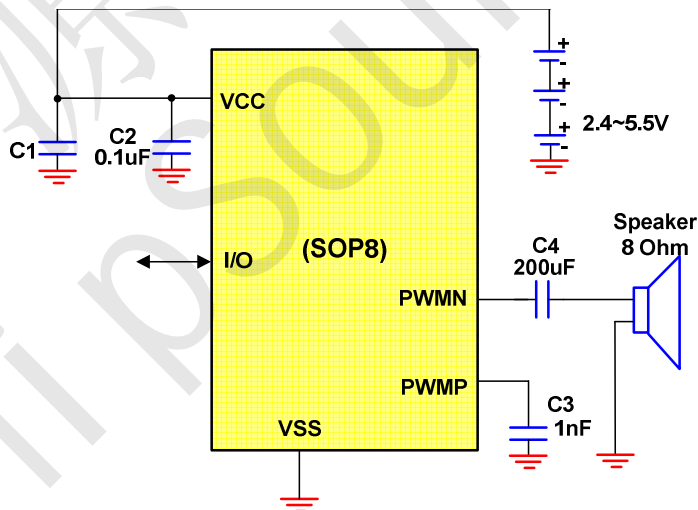 +
-
+
-
+
-
2.4~5.5V
VCC
C1
C2
0.1uF
I/O
(SOP8)
Speaker
8 Ohm
C4
200uF
PWMN
PWMP
C3
1nF
VSS